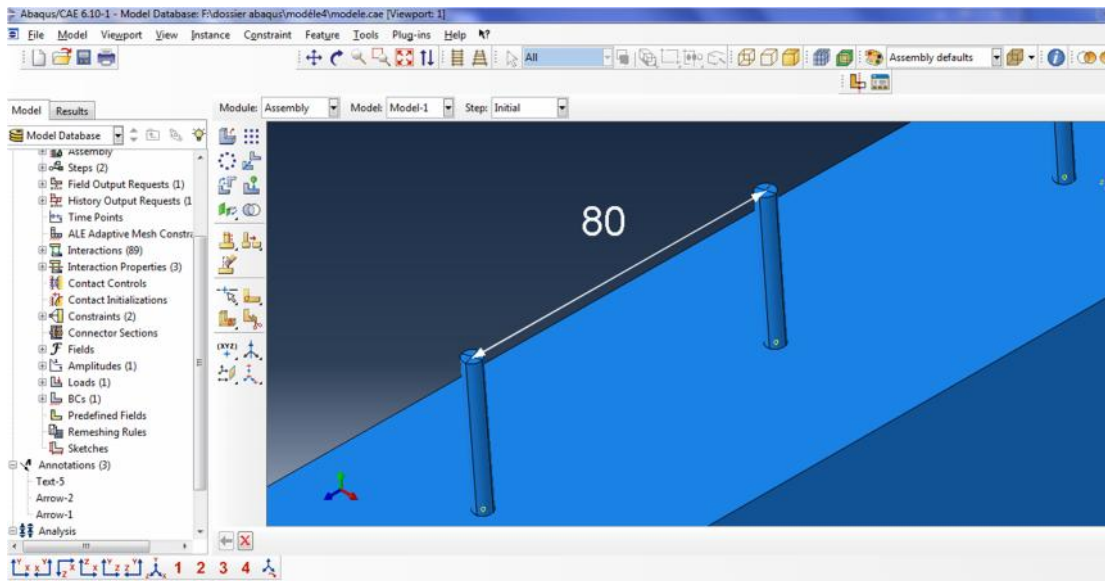 Abaqus/CAE 6.10-1 - Model Database: F:\dossier abaqus\modèle4\modele.cae [Viewport: 1]
File Model Viewport View Instance Constraint Feature Tools Plug-ins Help
All
Assembly defaults
Model Results
Module: Assembly Model: Model-1 Step: Initial
Model Database
Assembly
Steps (2)
Field Output Requests (1)
History Output Requests (1
Time Points
ALE Adaptive Mesh Constra
Interactions (89)
Interaction Properties (3)
Contact Controls
Contact Initializations
Constraints (2)
Connector Sections
Fields
Amplitudes (1)
Loads (1)
BCs (1)
Predefined Fields
Remeshing Rules
Sketches
Annotations (3)
Text-5
Arrow-2
Arrow-1
Analysis
(XYZ)
80
1 2 3 4